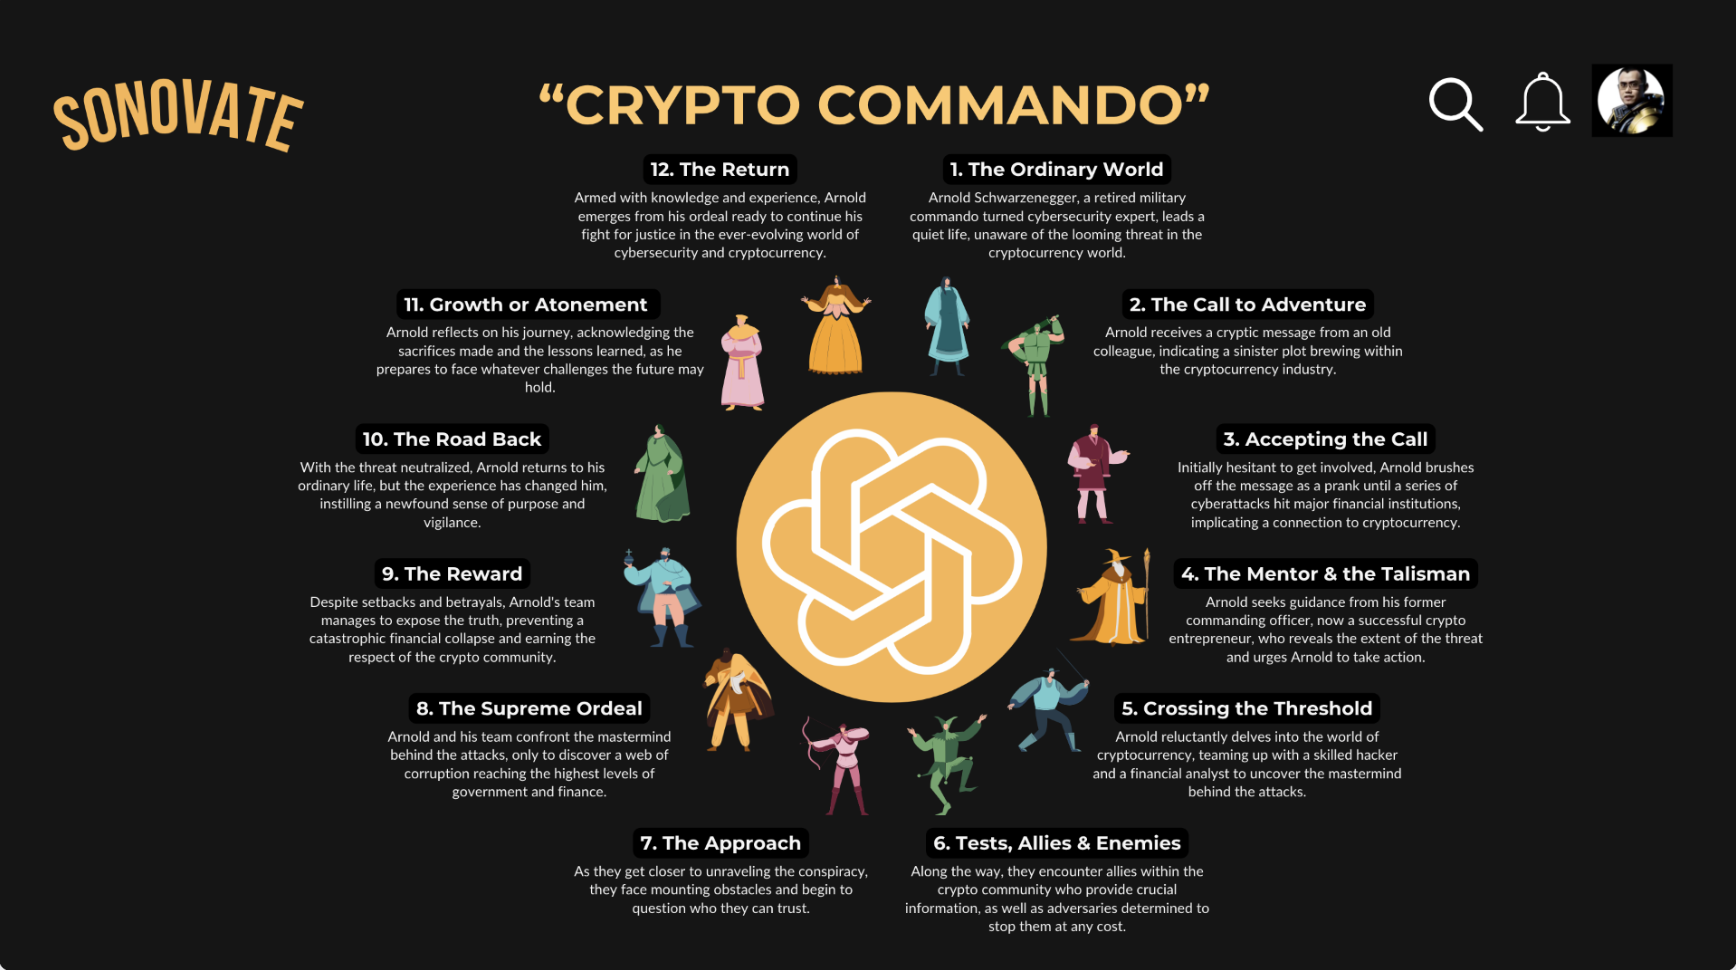 SONOVATE
“CRYPTO COMMANDO”
12. The Return
Armed with knowledge and experience, Arnold
emerges from his ordeal ready to continue his
fight for justice in the ever-evolving world of
cybersecurity and cryptocurrency.
1. The Ordinary World
Arnold Schwarzenegger, a retired military
commando turned cybersecurity expert, leads a
quiet life, unaware of the looming threat in the
cryptocurrency world.
11. Growth or Atonement
Arnold reflects on his journey, acknowledging the
sacrifices made and the lessons learned, as he
prepares to face whatever challenges the future may
hold.
2. The Call to Adventure
Arnold receives a cryptic message from an old
colleague, indicating a sinister plot brewing within
the cryptocurrency industry.
10. The Road Back
With the threat neutralized, Arnold returns to his
ordinary life, but the experience has changed him,
instilling a newfound sense of purpose and
vigilance.
3. Accepting the Call
Initially hesitant to get involved, Arnold brushes
off the message as a prank until a series of
cyberattacks hit major financial institutions,
implicating a connection to cryptocurrency.
9. The Reward
Despite setbacks and betrayals, Arnold's team
manages to expose the truth, preventing a
catastrophic financial collapse and earning the
respect of the crypto community.
4. The Mentor & the Talisman
Arnold seeks guidance from his former
commanding officer, now a successful crypto
entrepreneur, who reveals the extent of the threat
and urges Arnold to take action.
8. The Supreme Ordeal
Arnold and his team confront the mastermind
behind the attacks, only to discover a web of
corruption reaching the highest levels of
government and finance.
5. Crossing the Threshold
Arnold reluctantly delves into the world of
cryptocurrency, teaming up with a skilled hacker
and a financial analyst to uncover the mastermind
behind the attacks.
7. The Approach
As they get closer to unraveling the conspiracy,
they face mounting obstacles and begin to
question who they can trust.
6. Tests, Allies & Enemies
Along the way, they encounter allies within the
crypto community who provide crucial
information, as well as adversaries determined to
stop them at any cost.